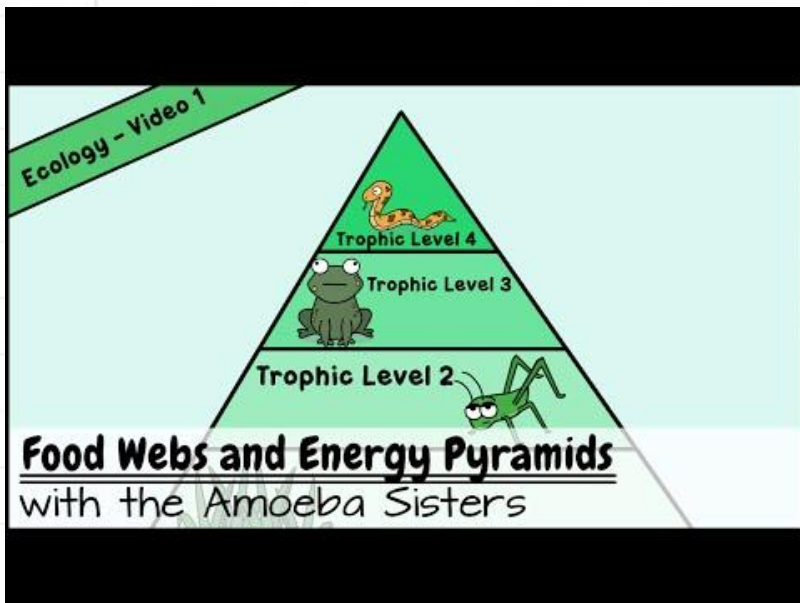 Ecology - Video 1
Trophic Level 4
Trophic Level 3
Trophic Level 2
Food Webs and Energy Pyramids
with the Amoeba Sisters